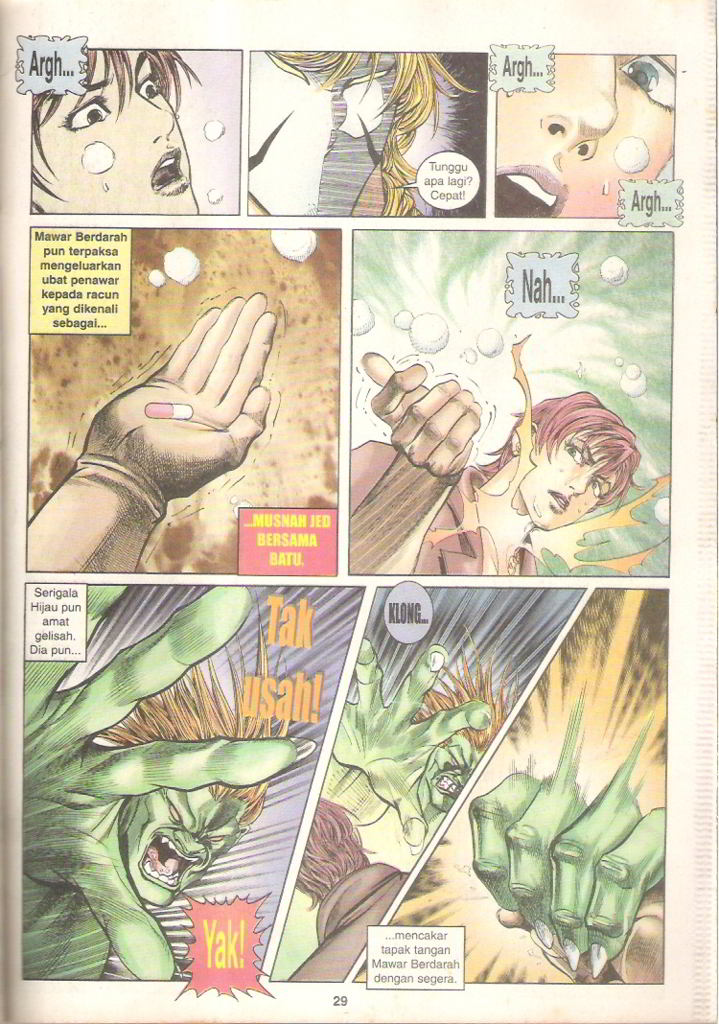 Argh...
Tunggu
apa lagi?
Cepat!
Argh...
Argh...
Mawar Berdarah
pun terpaksa
mengeluarkan
ubat penawar
kepada racun
yang dikenali
sebagai...
...MUSNAH JED
BERSAMA
BATU.
Nah...
Serigala
Hijau pun
amat
gelisah.
Dia pun...
Tak
usah!
Yak!
KLONG...
...mencakar
tapak tangan
Mawar Berdarah
dengan segera.
29